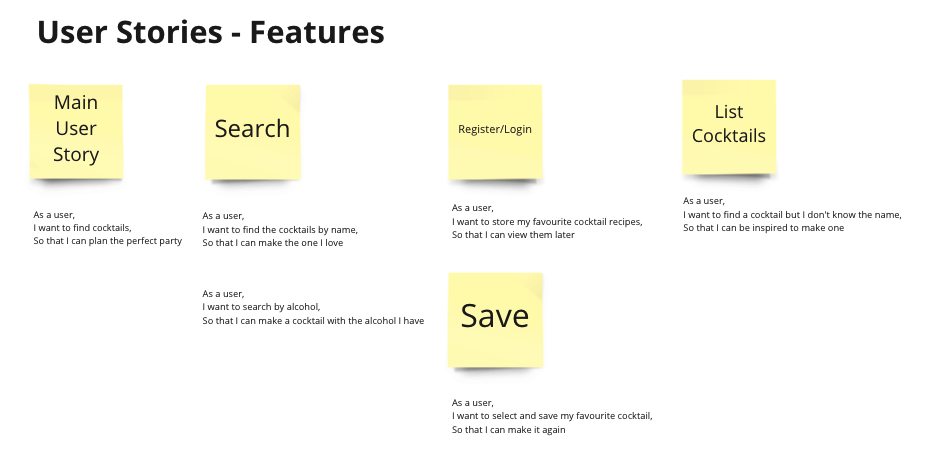 User Stories - Features
Main
User
Story
As a user,
I want to find cocktails,
So that I can plan the perfect party
Search
As a user,
I want to find the cocktails by name,
So that I can make the one I love
As a user,
I want to search by alcohol,
So that I can make a cocktail with the alcohol I have
Register/Login
As a user,
I want to store my favourite cocktail recipes,
So that I can view them later
Save
As a user,
I want to select and save my favourite cocktail,
So that I can make it again
List
Cocktails
As a user,
I want to find a cocktail but I don't know the name,
So that I can be inspired to make one